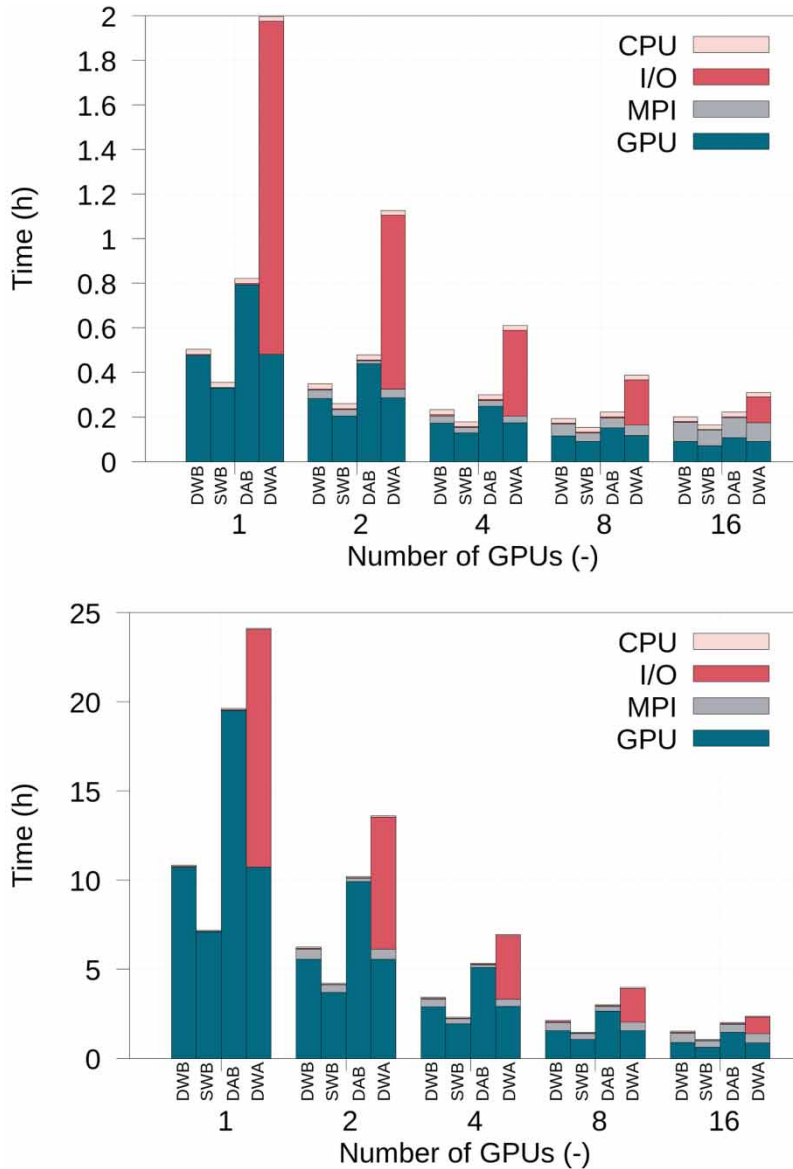 2
1.8
1.6
1.4
1.2
1
0.8
0.6
0.4
0.2
0
Time (h)
CPU
I/O
MPI
GPU
DWB SWB DAB DWA DWB SWB DAB DWA DWB SWB DAB DWA DWB SWB DAB DWA DWB SWB DAB DWA
1 2 4 8 16
Number of GPUs (-)
25
20
15
10
5
0
Time (h)
CPU
I/O
MPI
GPU
DWB SWB DAB DWA DWB SWB DAB DWA DWB SWB DAB DWA DWB SWB DAB DWA DWB SWB DAB DWA
1 2 4 8 16
Number of GPUs (-)